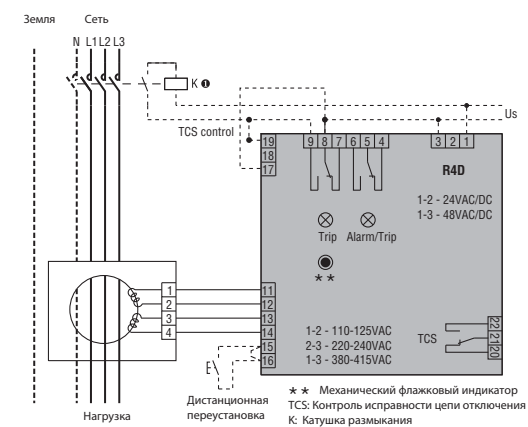 Земля Сеть
N L1 L2 L3
K ❶
Us
TCS control
19
18
17
9 8 7 6 5 4
3 2 1
R4D
1-2 - 24VAC/DC
1-3 - 48VAC/DC
Trip Alarm/Trip
* *
1
2
3
4
11
12
13
14
15
16
1-2 - 110-125VAC
2-3 - 220-240VAC
1-3 - 380-415VAC
TCS
22
21
20
E
Нагрузка
Дистанционная
переустановка
* * Механический флажковый индикатор
TCS: Контроль исправности цепи отключения
K: Катушка размыкания